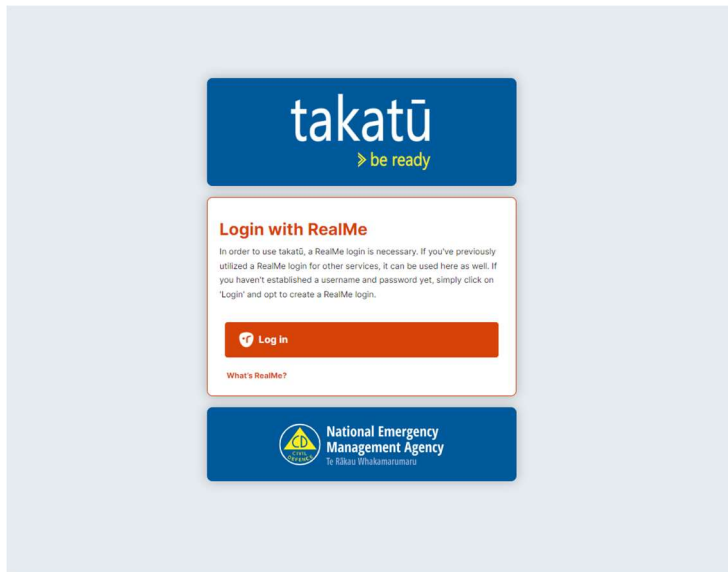 takatū
be ready
Login with RealMe
In order to use takatū, a RealMe login is necessary. If you've previously
utilized a RealMe login for other services, it can be used here as well. If
you haven't established a username and password yet, simply click on
'Login' and opt to create a RealMe login.
Log in
What's RealMe?
CD
CIVIL
DEFENCE
National Emergency
Management Agency
Te Rākau Whakamarumaru